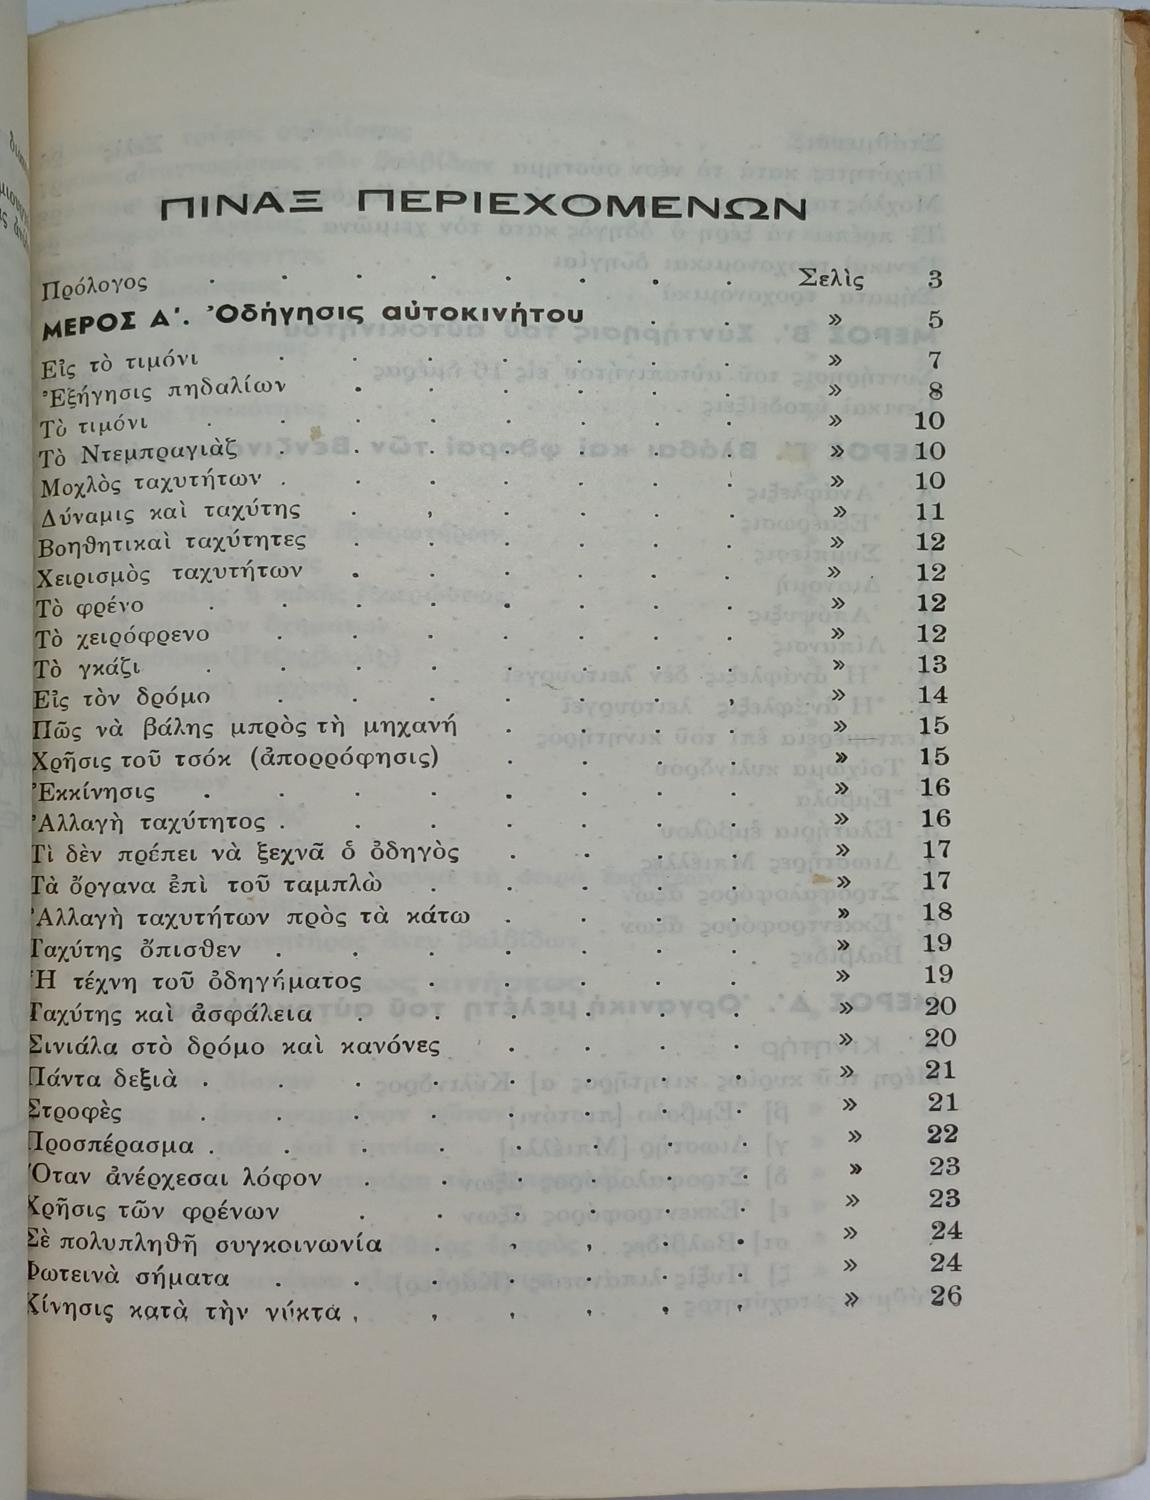 ΠΙΝΑΞ ΠΕΡΙΕΧΟΜΕΝΩΝ
Πρόλογος . . . . . . . . Σελὶς 3
ΜΕΡΟΣ Α΄. Ὁδήγησις αὐτοκινήτου . . » 5
Εἰς τὸ τιμόνι . . . . . . . » 7
Ἐξήγησις πηδαλίων . . . . . . » 8
Τὸ τιμόνι . . . . . . . . » 10
Τὸ Ντεμπραγιὰζ . . . . . . . » 10
Μοχλὸς ταχυτήτων . . . . . . . » 10
Δύναμις καὶ ταχύτης . , . . . . » 11
Βοηθητικαὶ ταχύτητες . . . . . . » 12
Χειρισμὸς ταχυτήτων . . . . . . » 12
Τὸ φρένο . . . . . . . . » 12
Τὸ χειρόφρενο . . . . . . . » 12
Τὸ γκάζι . . . . . . . . » 13
Εἰς τὸν δρόμο . . . . . . , » 14
Πῶς νὰ βάλης μπρὸς τὴ μηχανή . . . . » 15
Χρῆσις τοῦ τσόκ (ἀπορρόφησις) . . . . » 15
Ἐκκίνησις . . . . . . . . » 16
Ἀλλαγὴ ταχύτητος . . . . . . . » 16
Τὶ δὲν πρέπει νὰ ξεχνᾶ ὁ ὁδηγὸς . . . . » 17
Τὰ ὄργανα ἐπὶ τοῦ ταμπλὼ . . . . . » 17
Ἀλλαγὴ ταχυτήτων πρὸς τὰ κάτω . . . . » 18
Ταχύτης ὄπισθεν . . . . . . . » 19
Ἡ τέχνη τοῦ ὁδηγήματος . . . . . » 19
Ταχύτης καὶ ἀσφάλεια . . . . . . » 20
Σινιάλα στὸ δρόμο καὶ κανόνες . . . . » 20
Πάντα δεξιὰ . . . . . . . . » 21
Στροφὲς . . . . . . . . » 21
Προσπέρασμα . . . . . . . . » 22
Ὅταν ἀνέρχεσαι λόφον . . . . . . » 23
Χρῆσις τῶν φρένων . . . . . . » 23
Σὲ πολυπληθῆ συγκοινωνία . , , . . » 24
Φωτεινὰ σήματα . . . . . . . » 24
Κίνησις κατὰ τὴν νύκτα , , , , , , » 26